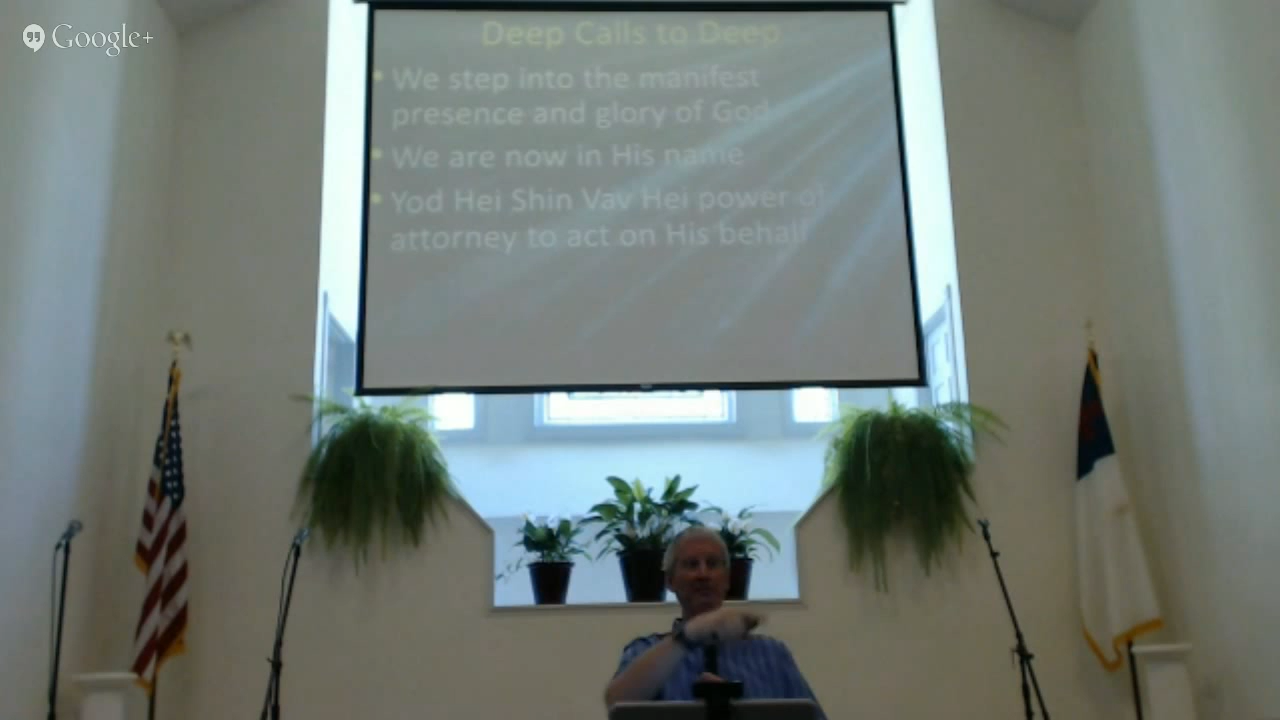 Google+
Deep Calls to Deep
• We step into the manifest
presence and glory of God
• We are now in His name
• Yod Hei Shin Vav Hei power of
attorney to act on His behalf